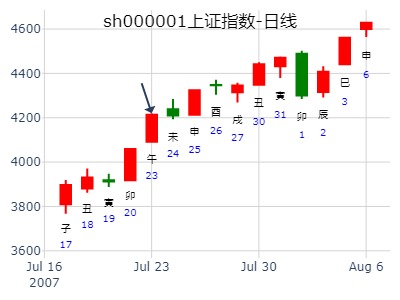 sh000001上证指数-日线
4600
4400
4200
4000
3800
3600
子
17
丑
18
寅
19
卯
20
午
23
未
24
申
25
酉
26
戌
27
丑
30
寅
31
卯
1
辰
2
巳
3
申
6
Jul 16
2007
Jul 23
Jul 30
Aug 6